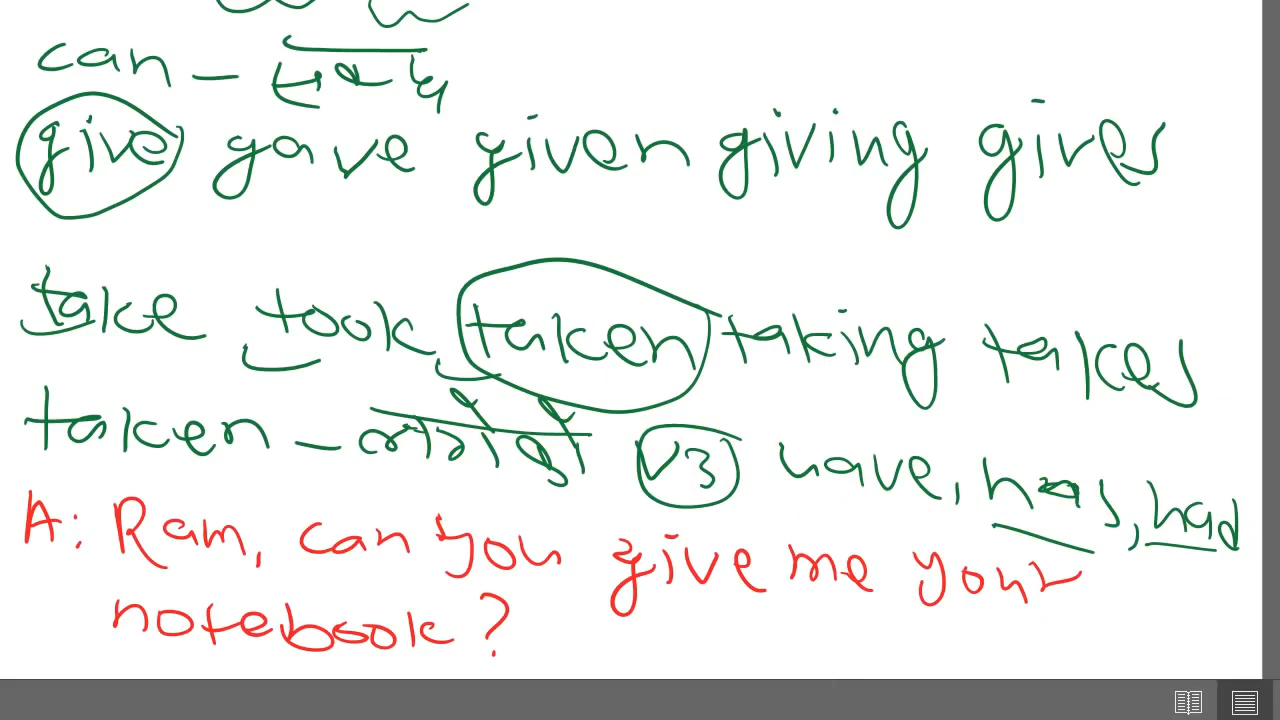 can –
give gave given giving gives
take took taken taking takes
taken – V3 have, has, had
A: Ram, can you give me your
notebook?